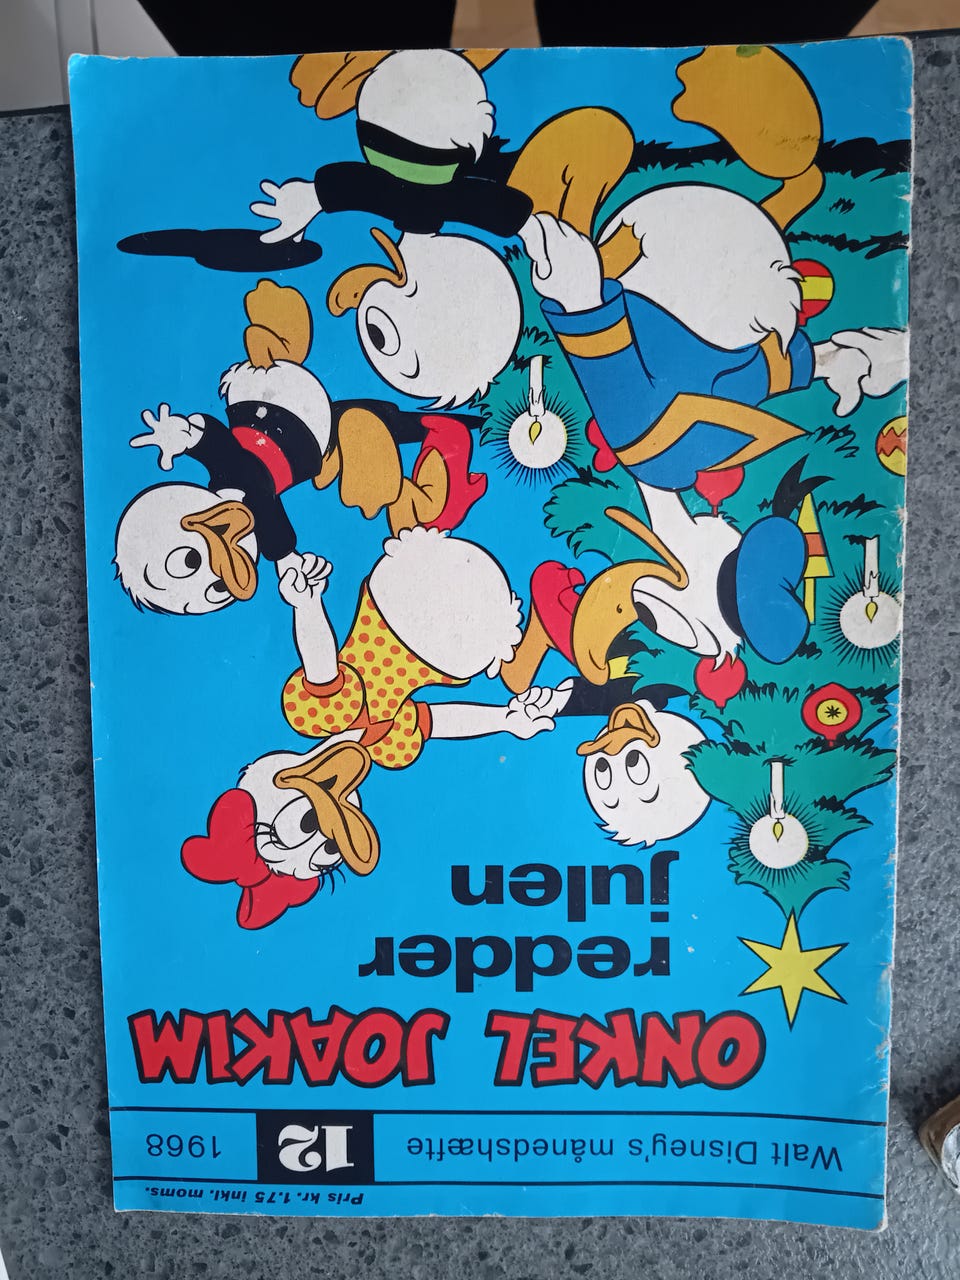 Pris kr. 1.75 inkl. moms.
Walt Disney's månedshæfte 12 1968
ONKEL JOAKIM
redder
julen